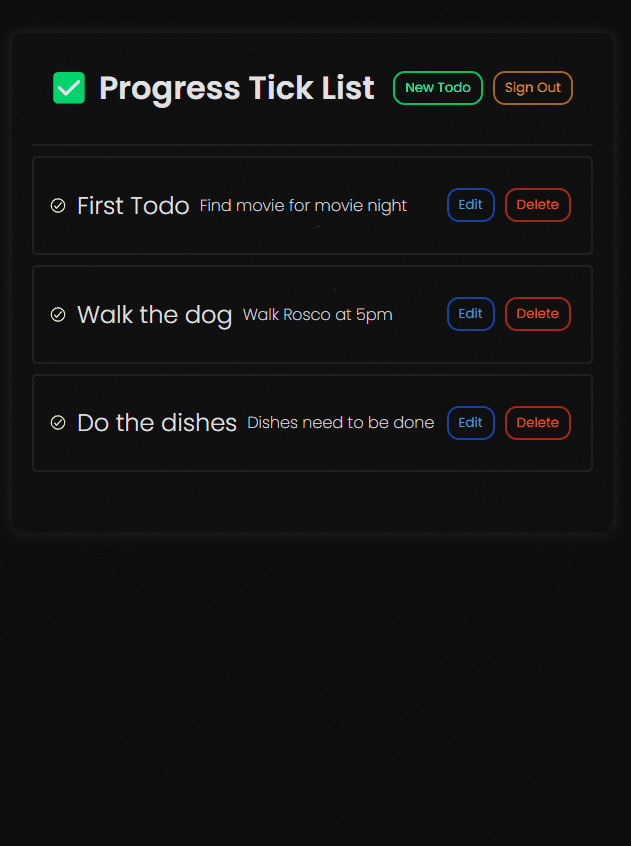 ✅ Progress Tick List New Todo Sign Out
First Todo Find movie for movie night Edit Delete
Walk the dog Walk Rosco at 5pm Edit Delete
Do the dishes Dishes need to be done Edit Delete